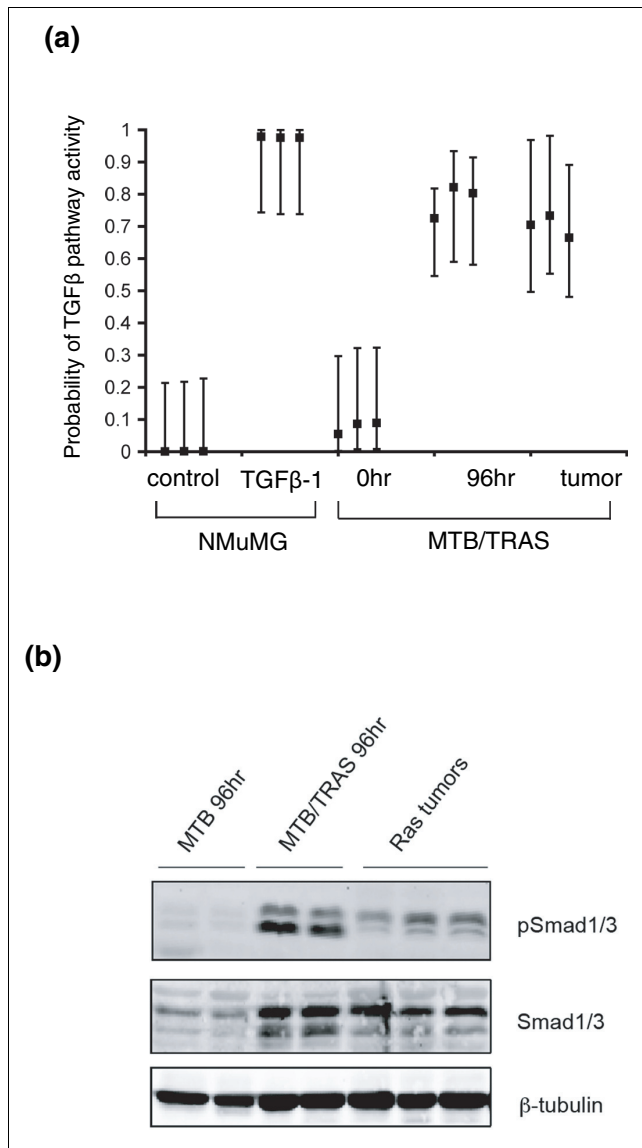 (a)
Probability of TGFβ pathway activity
1
0.9
0.8
0.7
0.6
0.5
0.4
0.3
0.2
0.1
0
control TGFβ-1 0hr 96hr tumor
NMuMG MTB/TRAS
(b)
MTB 96hr
MTB/TRAS 96hr
Ras tumors
pSmad1/3
Smad1/3
β-tubulin